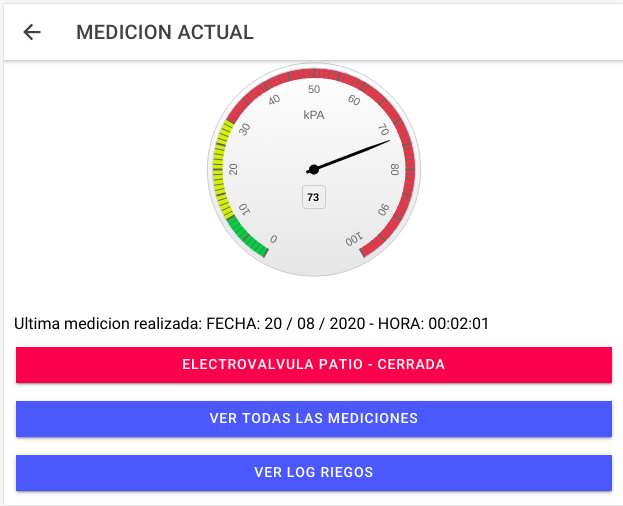 MEDICION ACTUAL
0
10
20
30
40
50
60
70
80
90
100
kPA
73
Ultima medicion realizada: FECHA: 20 / 08 / 2020 - HORA: 00:02:01
ELECTROVALVULA PATIO - CERRADA
VER TODAS LAS MEDICIONES
VER LOG RIEGOS